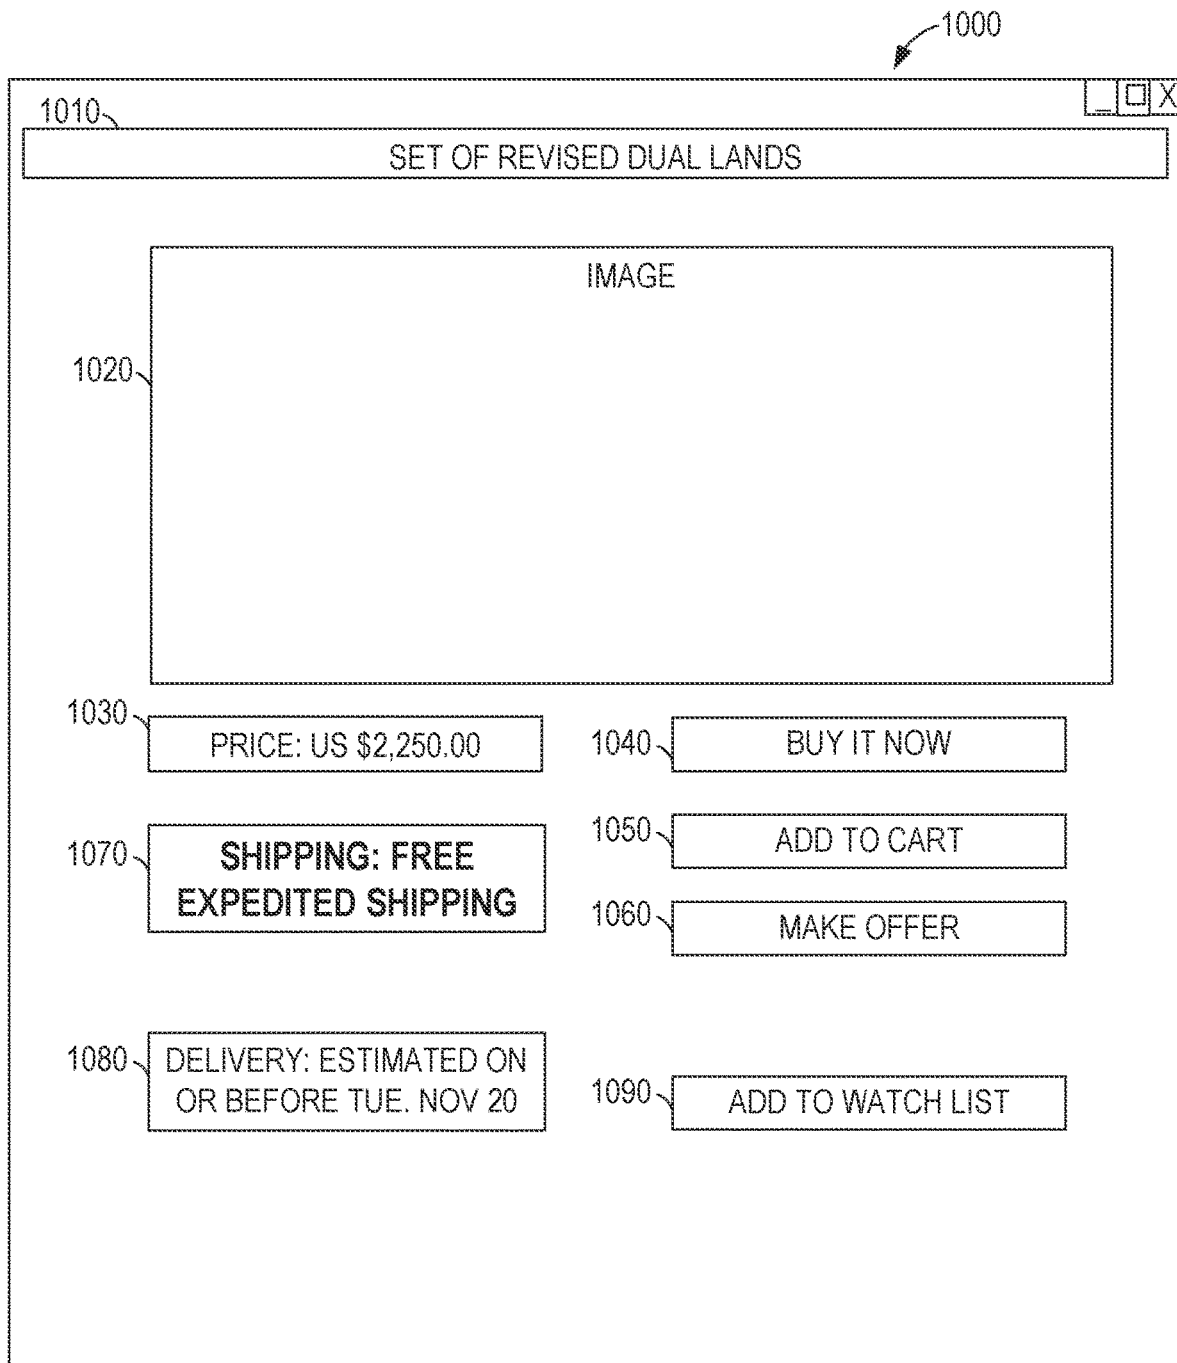 1000
_ □ X
1010
SET OF REVISED DUAL LANDS
IMAGE
1020
1030
PRICE: US $2,250.00
1040
BUY IT NOW
1070
SHIPPING: FREE
EXPEDITED SHIPPING
1050
ADD TO CART
1060
MAKE OFFER
1080
DELIVERY: ESTIMATED ON
OR BEFORE TUE. NOV 20
1090
ADD TO WATCH LIST